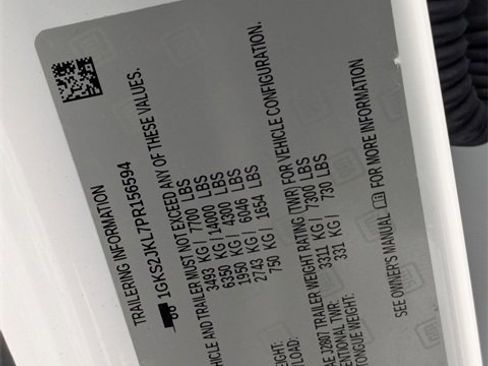 TRAILERING INFORMATION
1GKS2JKL7PR156594
HICLE AND TRAILER MUST NOT EXCEED ANY OF THESE VALUES.
3493 KG/ 7700 LBS
6350 KG/14000 LBS
1950 KG/ 4300 LBS
EIGHT: 2743 KG/ 6046 LBS
LOAD: 750 KG/ 1654 LBS
AE J2807 TRAILER WEIGHT RATING (TWR) FOR VEHICLE CONFIGURATION.
ENTIONAL TWR: 3311 KG/ 7300 LBS
TONGUE WEIGHT: 331 KG/ 730 LBS
SEE OWNER'S MANUAL FOR MORE INFORMATION